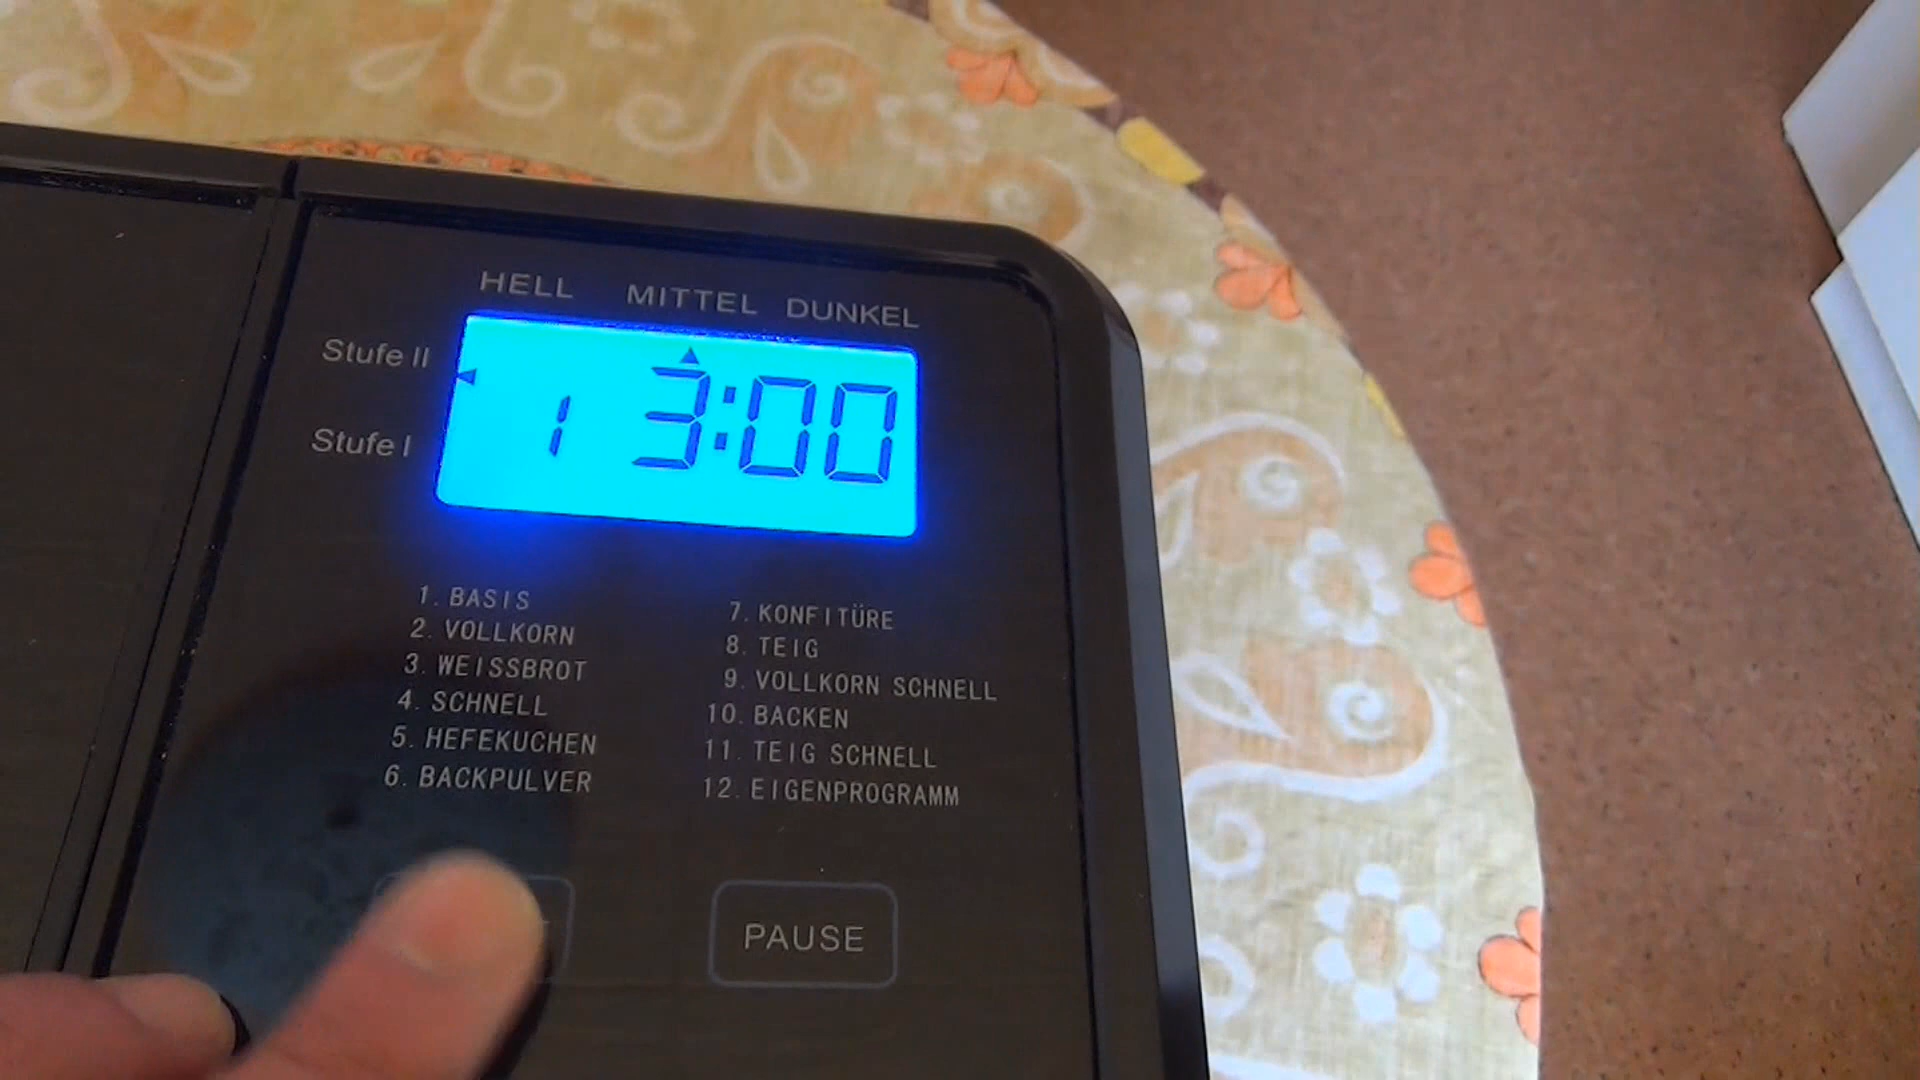 HELL MITTEL DUNKEL
Stufe II
1 3:00
Stufe I
1. BASIS
2. VOLLKORN
3. WEISSBROT
4. SCHNELL
5. HEFEKUCHEN
6. BACKPULVER
7. KONFITÜRE
8. TEIG
9. VOLLKORN SCHNELL
10. BACKEN
11. TEIG SCHNELL
12. EIGENPROGRAMM
PAUSE